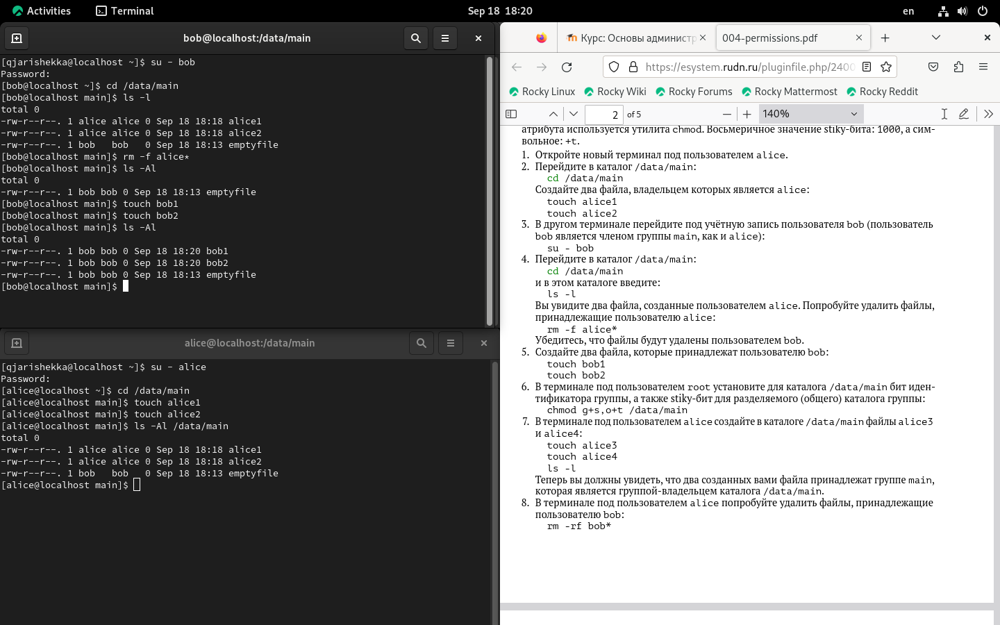 Activities
Terminal
Sep 18 18:20
en
bob@localhost:/data/main
[qjarishekka@localhost ~]$ su - bob
Password:
[bob@localhost ~]$ cd /data/main
[bob@localhost main]$ ls -l
total 0
-rw-r--r--. 1 alice alice 0 Sep 18 18:18 alice1
-rw-r--r--. 1 alice alice 0 Sep 18 18:18 alice2
-rw-r--r--. 1 bob   bob   0 Sep 18 18:13 emptyfile
[bob@localhost main]$ rm -f alice*
[bob@localhost main]$ ls -Al
total 0
-rw-r--r--. 1 bob bob 0 Sep 18 18:13 emptyfile
[bob@localhost main]$ touch bob1
[bob@localhost main]$ touch bob2
[bob@localhost main]$ ls -Al
total 0
-rw-r--r--. 1 bob bob 0 Sep 18 18:20 bob1
-rw-r--r--. 1 bob bob 0 Sep 18 18:20 bob2
-rw-r--r--. 1 bob bob 0 Sep 18 18:13 emptyfile
[bob@localhost main]$
alice@localhost:/data/main
[qjarishekka@localhost ~]$ su - alice
Password:
[alice@localhost ~]$ cd /data/main
[alice@localhost main]$ touch alice1
[alice@localhost main]$ touch alice2
[alice@localhost main]$ ls -Al /data/main
total 0
-rw-r--r--. 1 alice alice 0 Sep 18 18:18 alice1
-rw-r--r--. 1 alice alice 0 Sep 18 18:18 alice2
-rw-r--r--. 1 bob   bob   0 Sep 18 18:13 emptyfile
[alice@localhost main]$
Курс: Основы администр
004-permissions.pdf
https://esystem.rudn.ru/pluginfile.php/2400
Rocky Linux
Rocky Wiki
Rocky Forums
Rocky Mattermost
Rocky Reddit
2 of 5
140%
атрибута используется утилита chmod. Восьмеричное значение stiky-бита: 1000, а сим-
вольное: +t.
1. Откройте новый терминал под пользователем alice.
2. Перейдите в каталог /data/main:
cd /data/main
Создайте два файла, владельцем которых является alice:
touch alice1
touch alice2
3. В другом терминале перейдите под учётную запись пользователя bob (пользователь
bob является членом группы main, как и alice):
su - bob
4. Перейдите в каталог /data/main:
cd /data/main
и в этом каталоге введите:
ls -l
Вы увидите два файла, созданные пользователем alice. Попробуйте удалить файлы,
принадлежащие пользователю alice:
rm -f alice*
Убедитесь, что файлы будут удалены пользователем bob.
5. Создайте два файла, которые принадлежат пользователю bob:
touch bob1
touch bob2
6. В терминале под пользователем root установите для каталога /data/main бит иден-
тификатора группы, а также stiky-бит для разделяемого (общего) каталога группы:
chmod g+s,o+t /data/main
7. В терминале под пользователем alice создайте в каталоге /data/main файлы alice3
и alice4:
touch alice3
touch alice4
ls -l
Теперь вы должны увидеть, что два созданных вами файла принадлежат группе main,
которая является группой-владельцем каталога /data/main.
8. В терминале под пользователем alice попробуйте удалить файлы, принадлежащие
пользователю bob:
rm -rf bob*